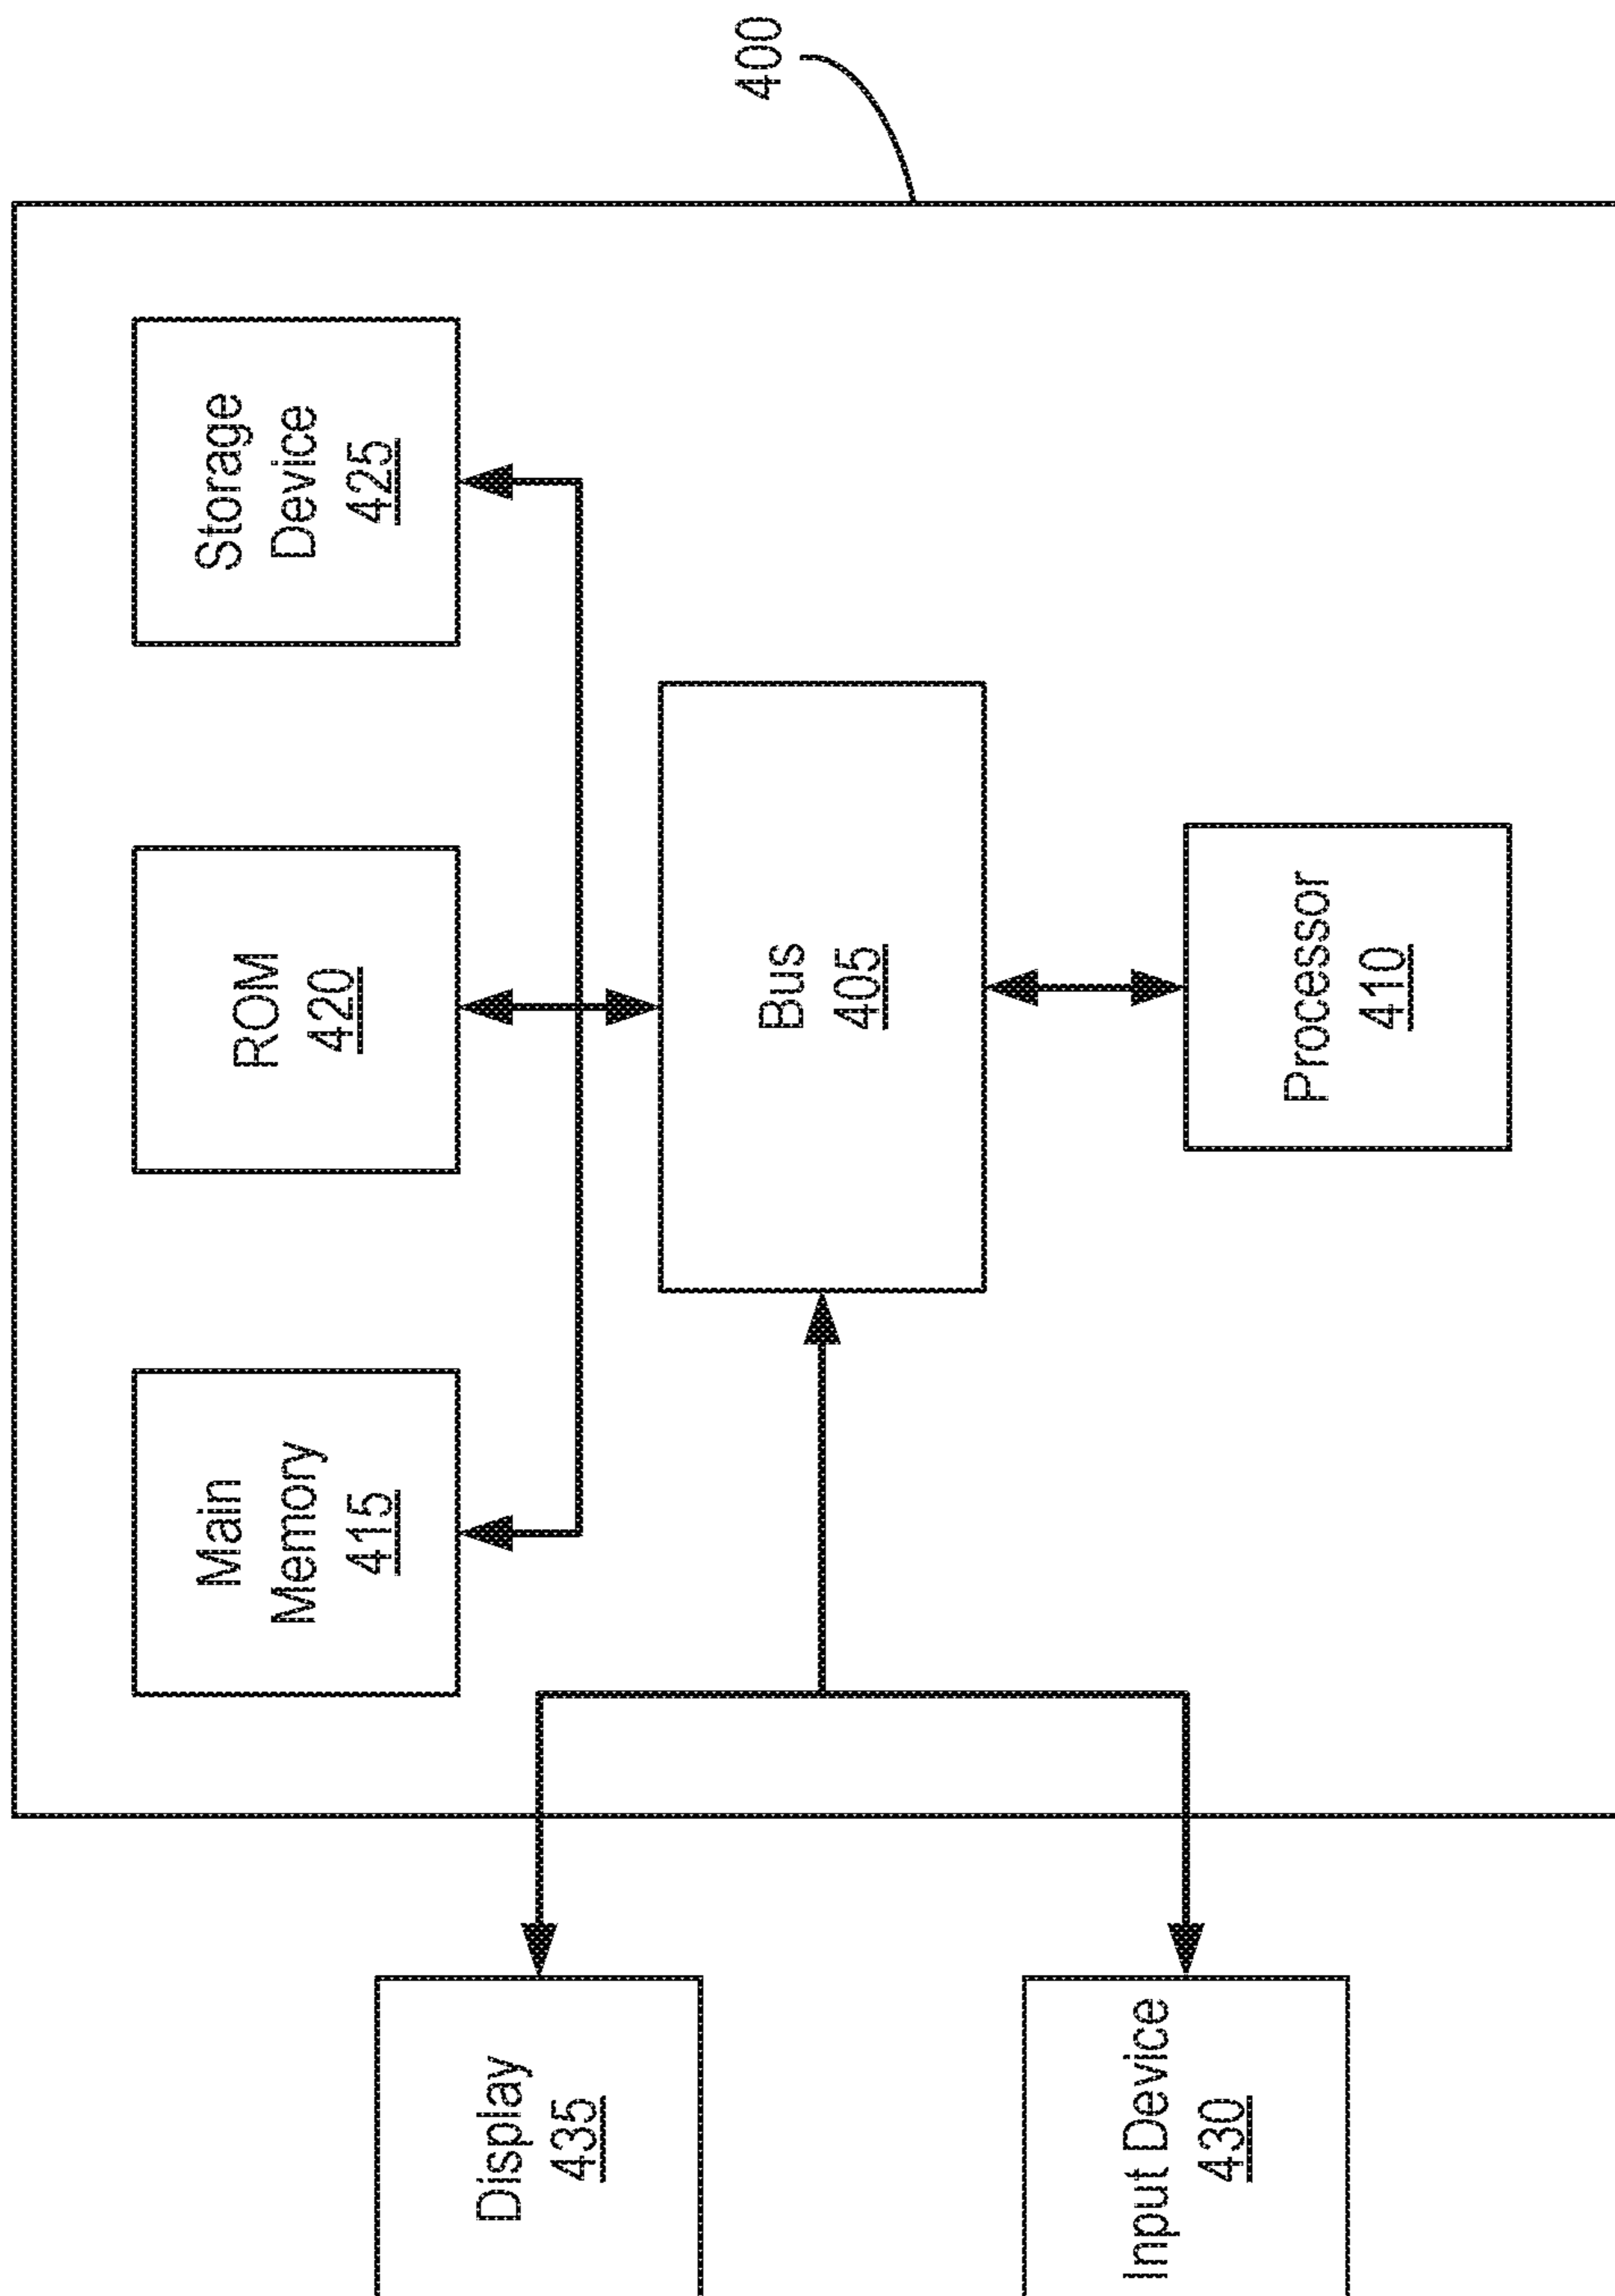 400
Main
Memory
415
ROM
420
Storage
Device
425
Display
435
Bus
405
Input Device
430
Processor
410